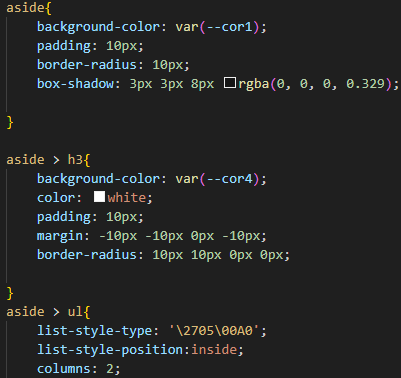 aside{
    background-color: var(--cor1);
    padding: 10px;
    border-radius: 10px;
    box-shadow: 3px 3px 8px rgba(0, 0, 0, 0.329);
}
aside > h3{
    background-color: var(--cor4);
    color: white;
    padding: 10px;
    margin: -10px -10px 0px -10px;
    border-radius: 10px 10px 0px 0px;
}
aside > ul{
    list-style-type: '\2705\00A0';
    list-style-position:inside;
    columns: 2;